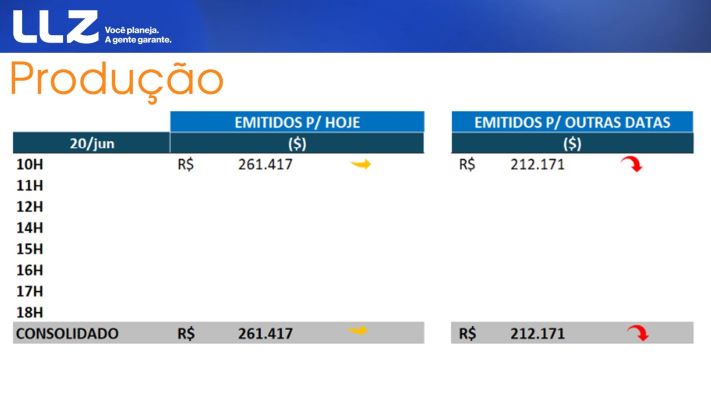 LLZ Você planeja.
A gente garante.
Produção
EMITIDOS P/ HOJE EMITIDOS P/ OUTRAS DATAS
20/jun ($) ($)
10H R$ 261.417 R$ 212.171
11H
12H
14H
15H
16H
17H
18H
CONSOLIDADO R$ 261.417 R$ 212.171